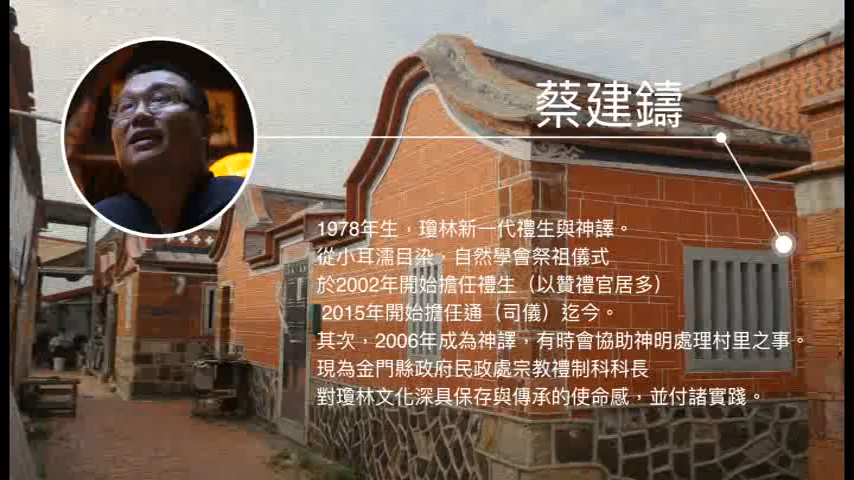 蔡建鑄
1978年生，瓊林新一代禮生與神譯。
從小耳濡目染，自然學會祭祖儀式
於2002年開始擔任禮生（以贊禮官居多）
2015年開始擔任通（司儀）迄今。
其次，2006年成為神譯，有時會協助神明處理村里之事。
現為金門縣政府民政處宗教禮制科科長
對瓊林文化深具保存與傳承的使命感，並付諸實踐。